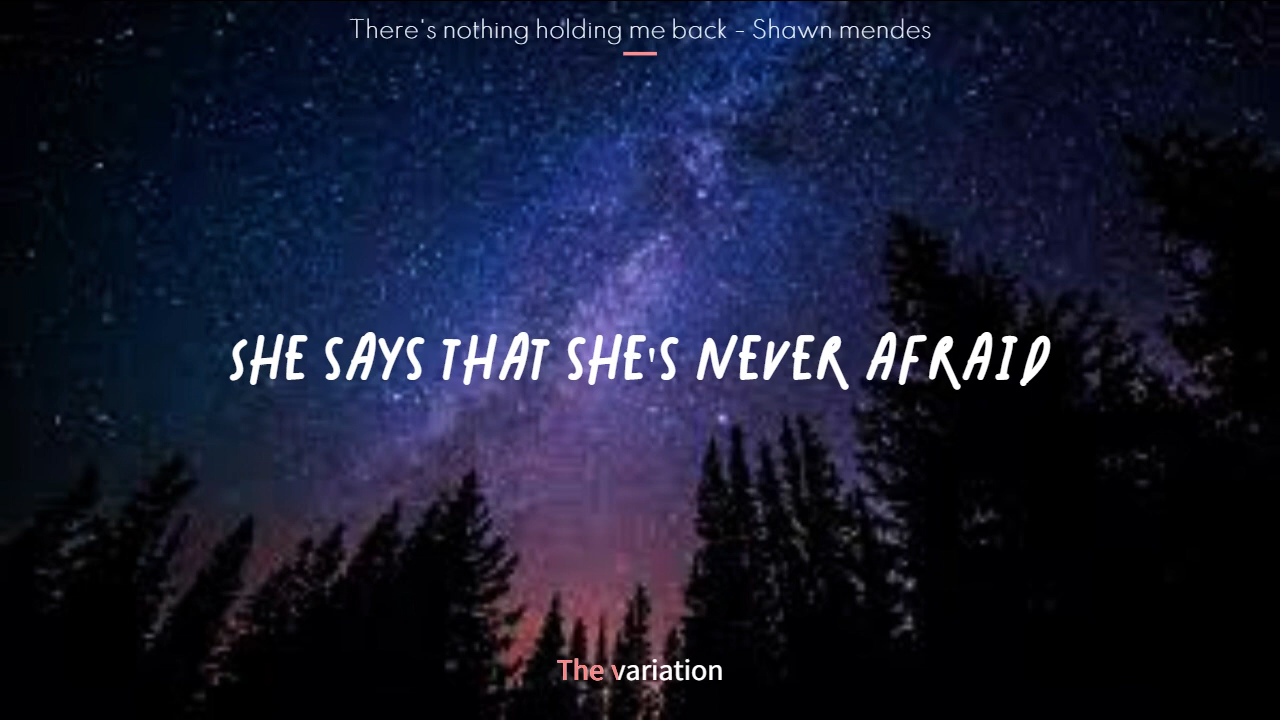 There's nothing holding me back - Shawn mendes
SHE SAYS THAT SHE'S NEVER AFRAID
The variation